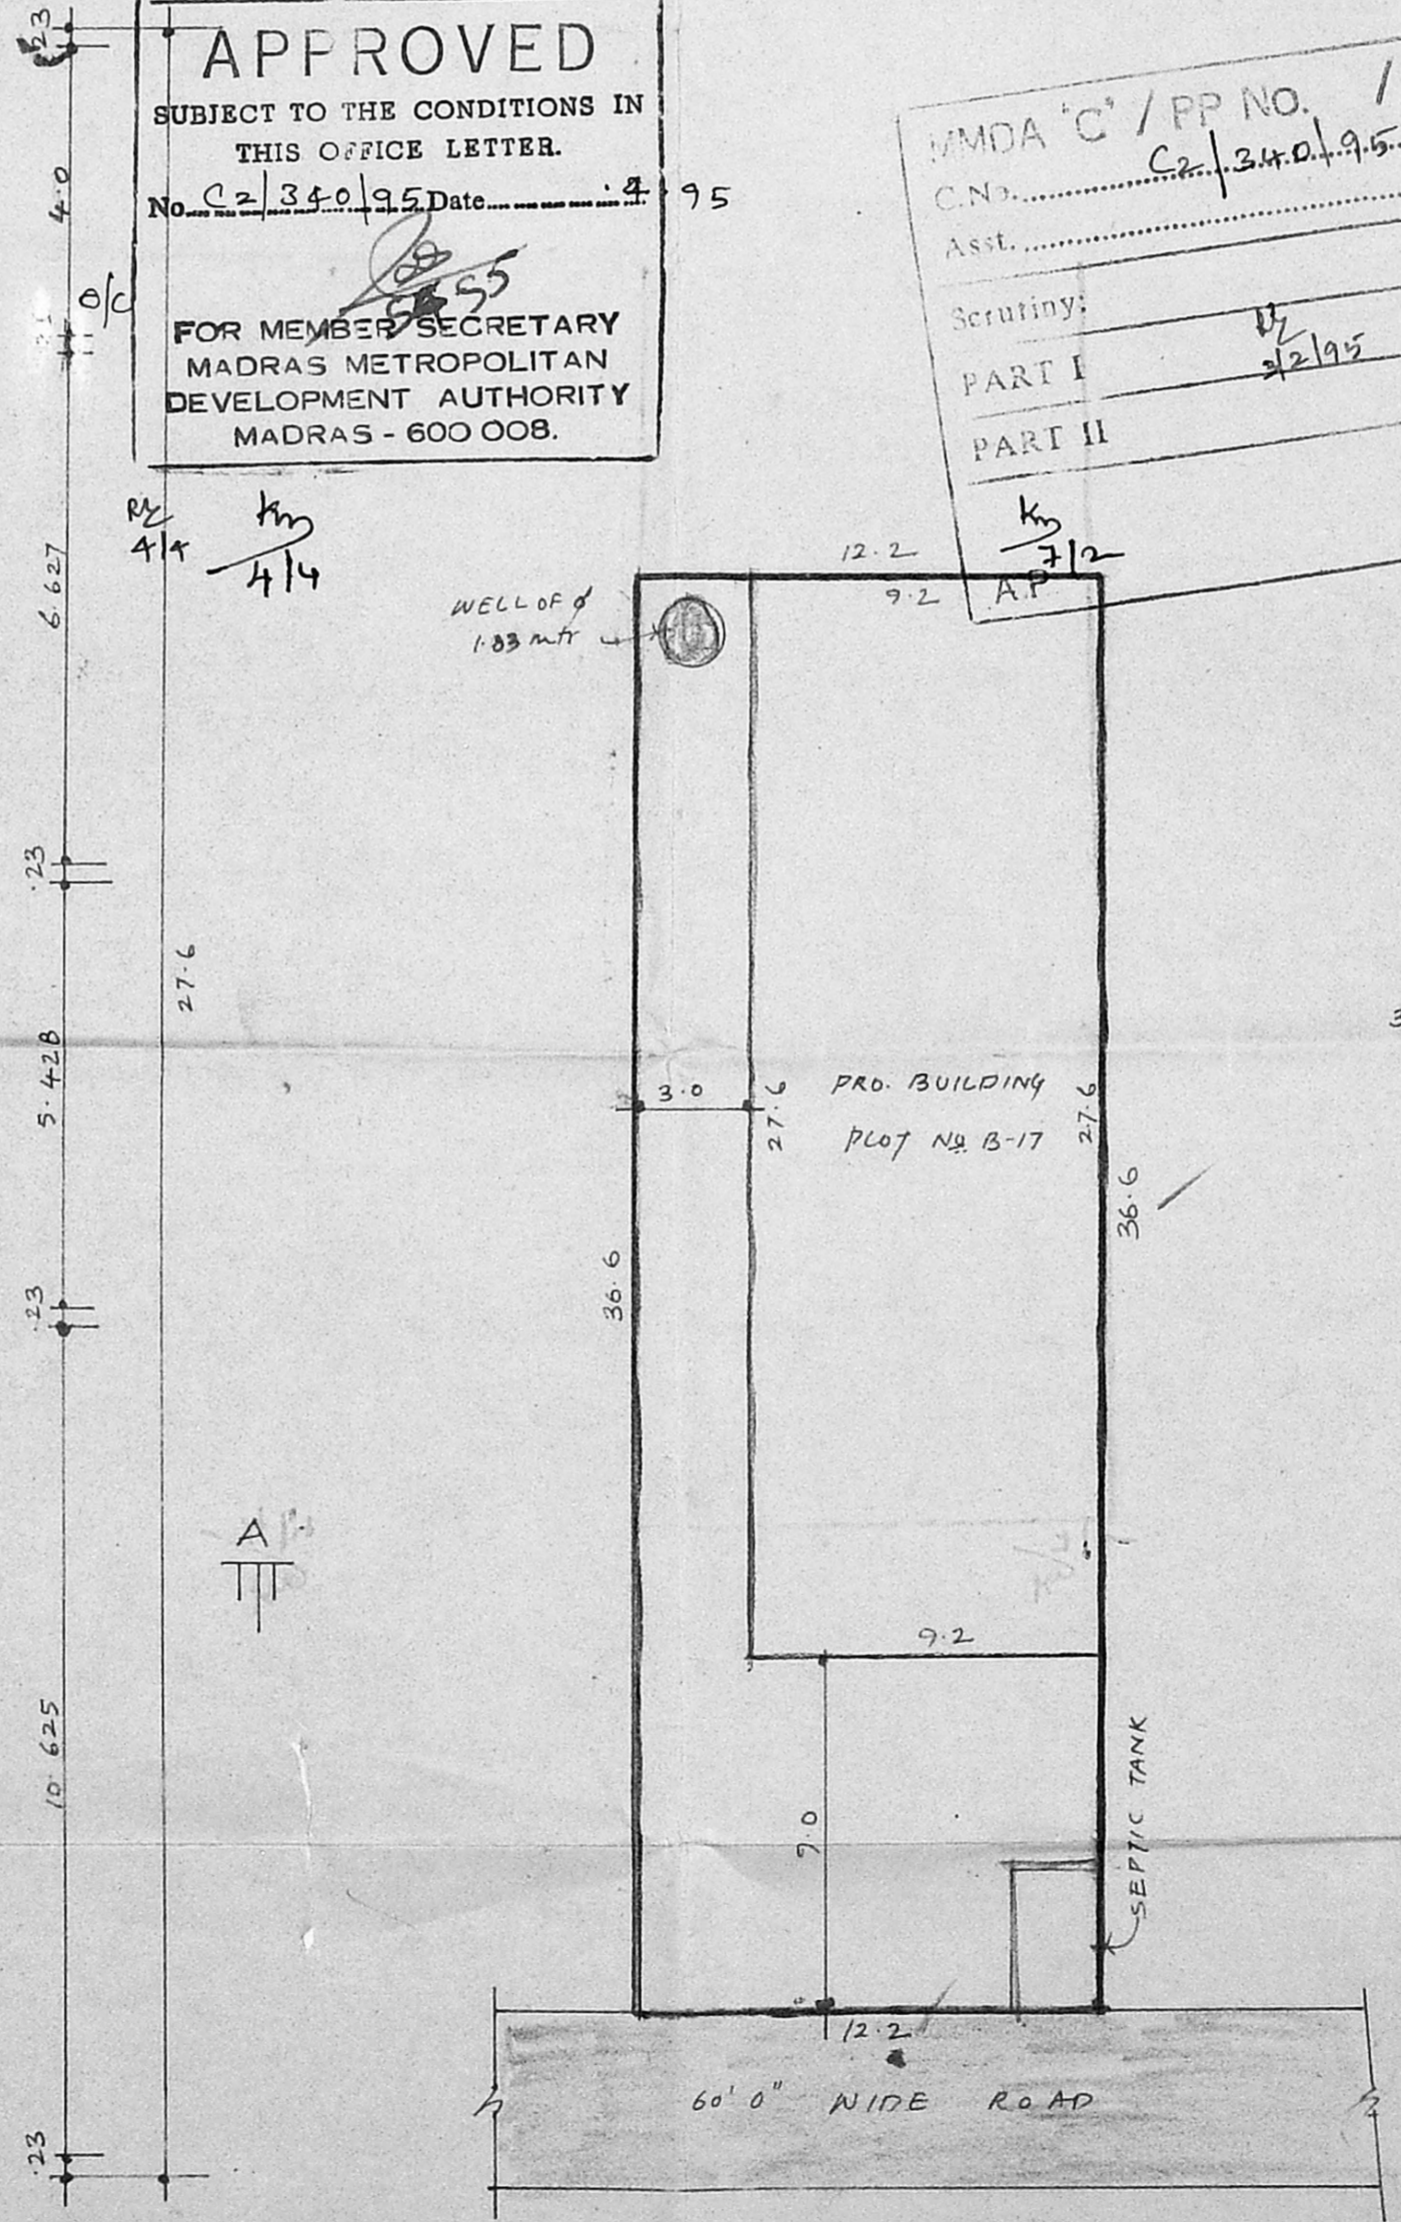 APPROVED
SUBJECT TO THE CONDITIONS IN
THIS OFFICE LETTER.
No. C2/340/95 Date .4.95
FOR MEMBER SECRETARY
MADRAS METROPOLITAN
DEVELOPMENT AUTHORITY
MADRAS - 600 008.
O/C
4/4
Km
4/4
MMDA 'C' / PP NO. /
C.No. C2/340/95
Asst.
Scrutiny:
PART I
2/2/95
PART II
Km
7/2
A.P
.23
4.0
6.627
.23
27.6
5.428
.23
10.625
.23
A
12.2
9.2
WELL OF φ
1.83 mtr
3.0
27.6
PRO. BUILDING
PLOT No B-17
27.6
36.6
36.6
3
9.2
9.0
SEPTIC TANK
12.2
60'0" WIDE ROAD